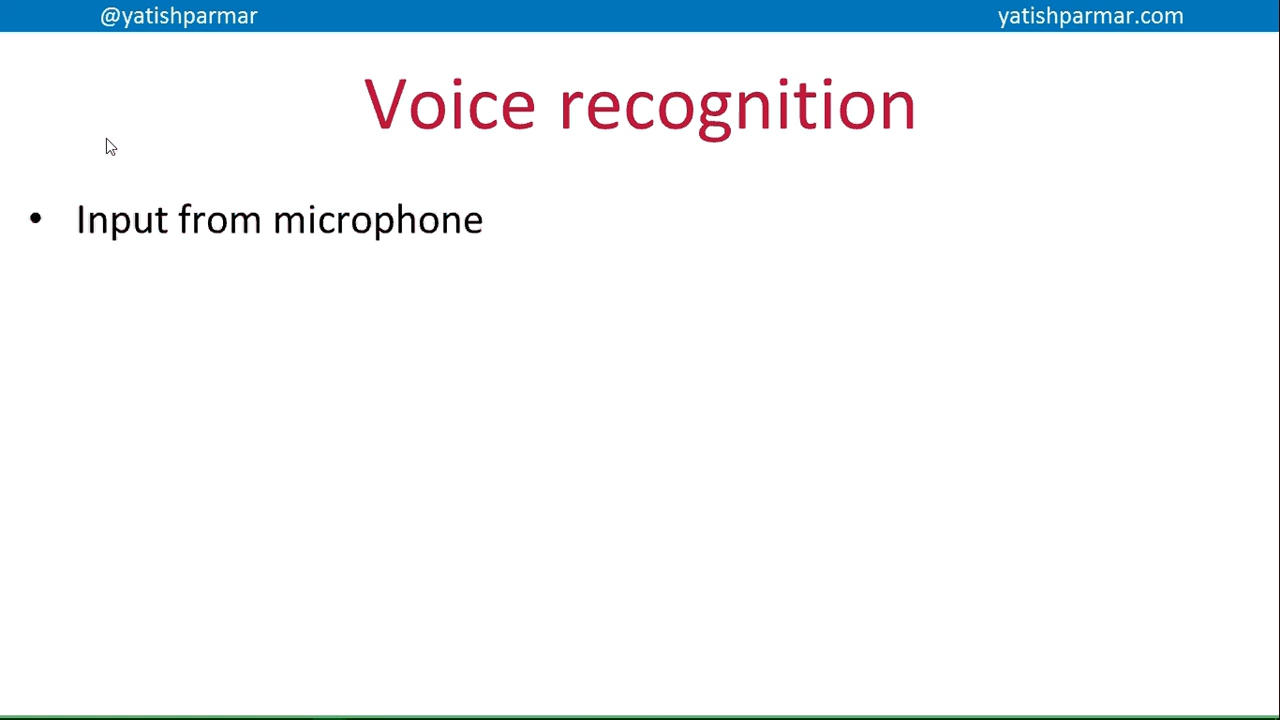 @yatishparmar yatishparmar.com
Voice recognition
• Input from microphone